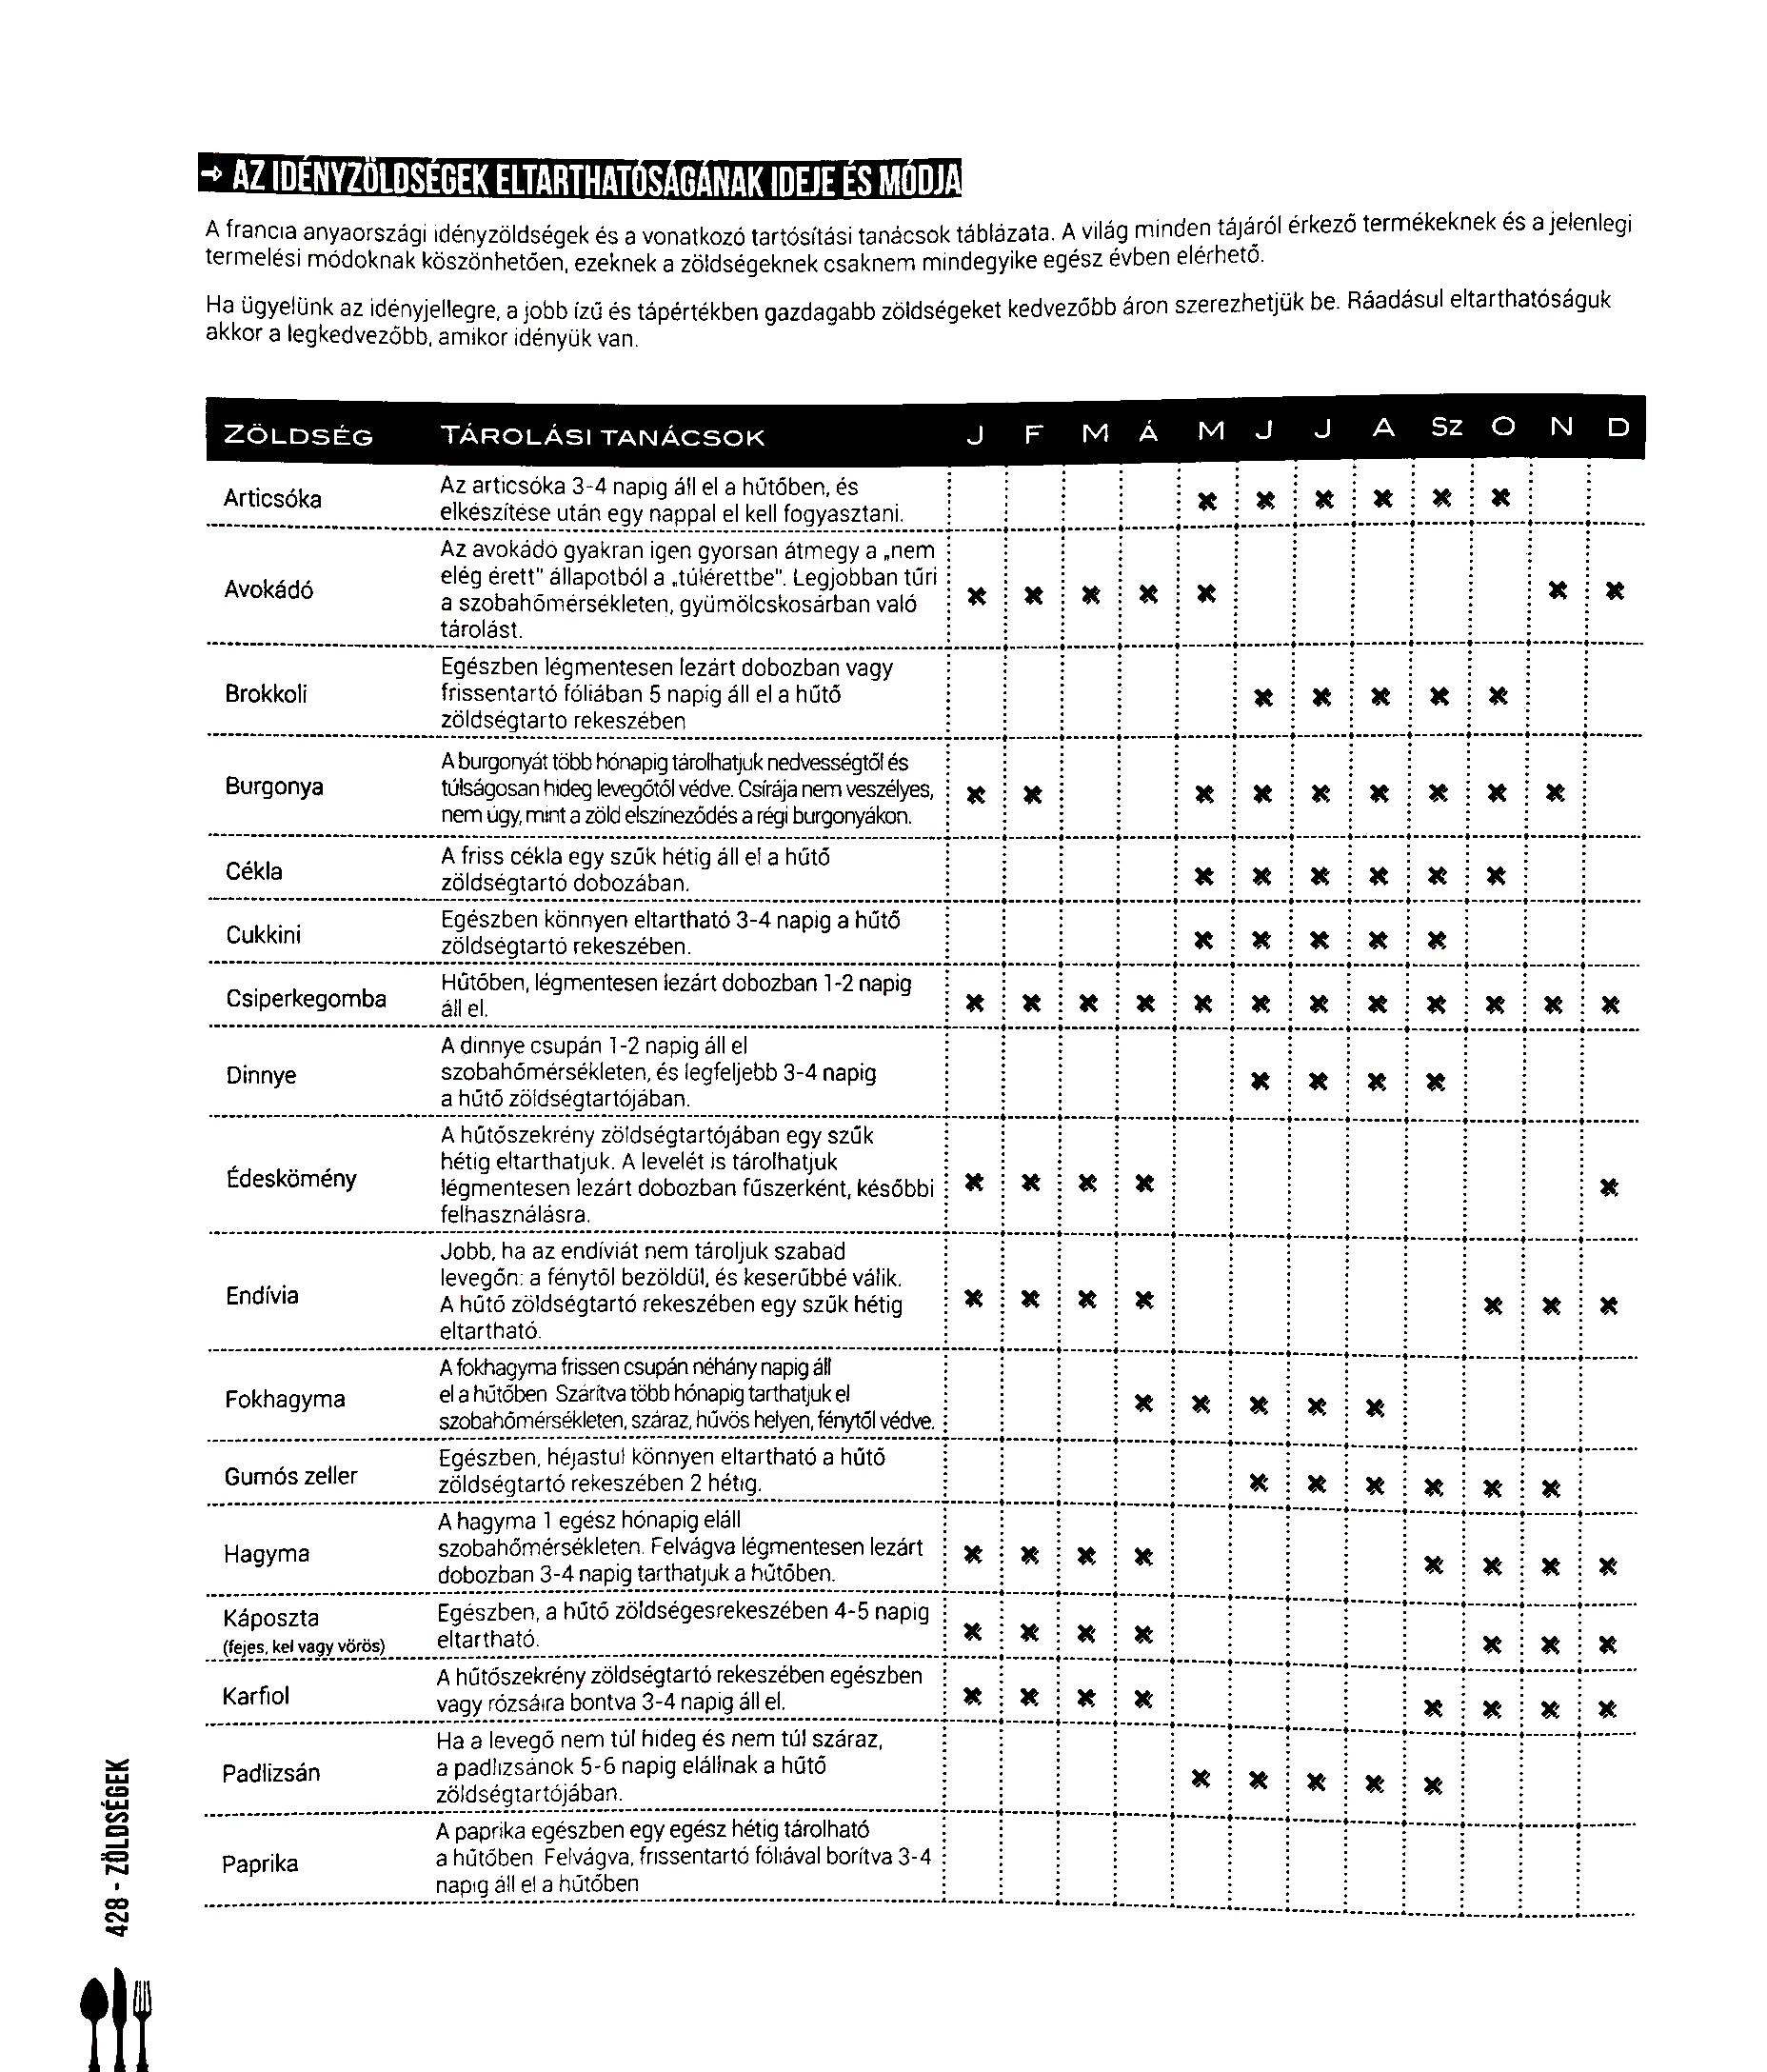 ➩ AZ IDÉNYZÖLDSÉGEK ELTARTHATÓSÁGÁNAK IDEJE ÉS MÓDJA
A francia anyaországi idényzöldségek és a vonatkozó tartósítási tanácsok táblázata. A világ minden tájáról érkező termékeknek és a jelenlegi
termelési módoknak köszönhetően, ezeknek a zöldségeknek csaknem mindegyike egész évben elérhető.
Ha ügyelünk az idényjellegre, a jobb ízű és tápértékben gazdagabb zöldségeket kedvezőbb áron szerezhetjük be. Ráadásul eltarthatóságuk
akkor a legkedvezőbb, amikor idényük van.
ZÖLDSÉG TÁROLÁSI TANÁCSOK J F M Á M J J A Sz O N D
Articsóka
Az articsóka 3-4 napig áll el a hűtőben, és
elkészítése után egy nappal el kell fogyasztani.
✖ ✖ ✖ ✖ ✖ ✖
Avokádó
Az avokádó gyakran igen gyorsan átmegy a „nem
elég érett" állapotból a „túlérettbe". Legjobban tűri
a szobahőmérsékleten, gyümölcskosárban való
tárolást.
✖ ✖ ✖ ✖ ✖ ✖ ✖
Brokkoli
Egészben légmentesen lezárt dobozban vagy
frissentartó fóliában 5 napig áll el a hűtő
zöldségtarto rekeszében
✖ ✖ ✖ ✖ ✖
Burgonya
A burgonyát több hónapig tárolhatjuk nedvességtől és
túlságosan hideg levegőtől védve. Csírája nem veszélyes,
nem úgy, mint a zöld elszíneződés a régi burgonyákon.
✖ ✖ ✖ ✖ ✖ ✖ ✖ ✖ ✖
Cékla
A friss cékla egy szűk hétig áll el a hűtő
zöldségtartó dobozában.
✖ ✖ ✖ ✖ ✖ ✖
Cukkini
Egészben könnyen eltartható 3-4 napig a hűtő
zöldségtartó rekeszében.
✖ ✖ ✖ ✖ ✖
Csiperkegomba
Hűtőben, légmentesen lezárt dobozban 1-2 napig
áll el.
✖ ✖ ✖ ✖ ✖ ✖ ✖ ✖ ✖ ✖ ✖ ✖
Dinnye
A dinnye csupán 1-2 napig áll el
szobahőmérsékleten, és legfeljebb 3-4 napig
a hűtő zöldségtartójában.
✖ ✖ ✖ ✖
Édeskömény
A hűtőszekrény zöldségtartójában egy szűk
hétig eltarthatjuk. A levelét is tárolhatjuk
légmentesen lezárt dobozban fűszerként, későbbi
felhasználásra.
✖ ✖ ✖ ✖ ✖
Endívia
Jobb, ha az endíviát nem tároljuk szabad
levegőn: a fénytől bezöldül, és keserűbbé válik.
A hűtő zöldségtartó rekeszében egy szűk hétig
eltartható.
✖ ✖ ✖ ✖ ✖ ✖ ✖
Fokhagyma
A fokhagyma frissen csupán néhány napig áll
el a hűtőben Szárítva több hónapig tarthatjuk el
szobahőmérsékleten, száraz, hűvös helyen, fénytől védve.
✖ ✖ ✖ ✖ ✖
Gumós zeller
Egészben, héjastul könnyen eltartható a hűtő
zöldségtartó rekeszében 2 hétig.
✖ ✖ ✖ ✖ ✖ ✖
Hagyma
A hagyma 1 egész hónapig eláll
szobahőmérsékleten. Felvágva légmentesen lezárt
dobozban 3-4 napig tarthatjuk a hűtőben.
✖ ✖ ✖ ✖ ✖ ✖ ✖ ✖
Káposzta
(fejes, kel vagy vörös)
Egészben, a hűtő zöldségesrekeszében 4-5 napig
eltartható.
✖ ✖ ✖ ✖ ✖ ✖ ✖
Karfiol
A hűtőszekrény zöldségtartó rekeszében egészben
vagy rózsáira bontva 3-4 napig áll el.
✖ ✖ ✖ ✖ ✖ ✖ ✖ ✖
Padlizsán
Ha a levegő nem túl hideg és nem túl száraz,
a padlizsánok 5-6 napig elállnak a hűtő
zöldségtartójában.
✖ ✖ ✖ ✖ ✖
Paprika
A paprika egészben egy egész hétig tárolható
a hűtőben Felvágva, frissentartó fóliával borítva 3-4
napig áll el a hűtőben
428 - ZÖLDSÉGEK